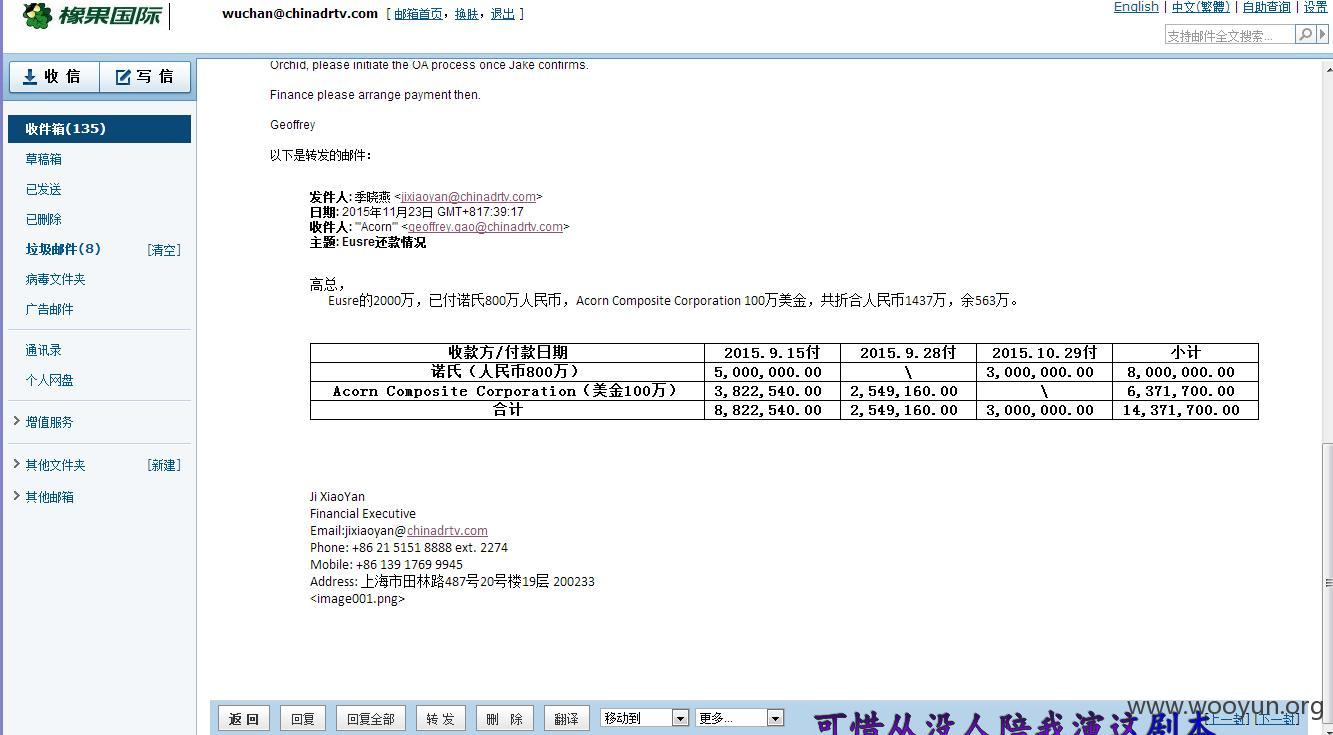 橡果国际
wuchan@chinadrtv.com [ 邮箱首页, 换肤, 退出 ]
English | 中文(繁體) | 自助查询 | 设置
支持邮件全文搜索...
收 信
写 信
收件箱(135)
草稿箱
已发送
已删除
垃圾邮件(8) [清空]
病毒文件夹
广告邮件
通讯录
个人网盘
增值服务
其他文件夹 [新建]
其他邮箱
Orchid, please initiate the OA process once Jake confirms.
Finance please arrange payment then.
Geoffrey
以下是转发的邮件：
发件人: 季晓燕 <jixiaoyan@chinadrtv.com>
日期: 2015年11月23日 GMT+817:39:17
收件人: "'Acorn'" <geoffrey.gao@chinadrtv.com>
主题: Eusre还款情况
高总，
Eusre的2000万，已付诺氏800万人民币，Acorn Composite Corporation 100万美金，共折合人民币1437万，余563万。
收款方/付款日期 2015.9.15付 2015.9.28付 2015.10.29付 小计
诺氏（人民币800万） 5,000,000.00 \ 3,000,000.00 8,000,000.00
Acorn Composite Corporation（美金100万） 3,822,540.00 2,549,160.00 \ 6,371,700.00
合计 8,822,540.00 2,549,160.00 3,000,000.00 14,371,700.00
Ji XiaoYan
Financial Executive
Email:jixiaoyan@chinadrtv.com
Phone: +86 21 5151 8888 ext. 2274
Mobile: +86 139 1769 9945
Address: 上海市田林路487号20号楼19层 200233
<image001.png>
返 回 回复 回复全部 转 发 删 除 翻译 移动到 更多... [上一封] [下一封]
可惜从没人陪我演这剧本
www.wooyun.org